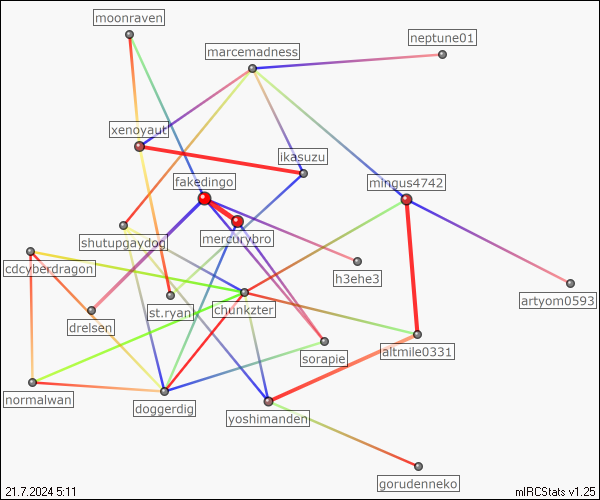 moonraven
neptune01
marcemadness
xenoyaut
ikasuzu
fakedingo
mingus4742
mercurybro
shutupgaydog
cdcyberdragon
h3ehe3
artyom0593
st.ryan
chunkzter
drelsen
sorapie
altmile0331
normalwan
doggerdig
yoshimanden
gorudenneko
21.7.2024 5:11
mIRCStats v1.25